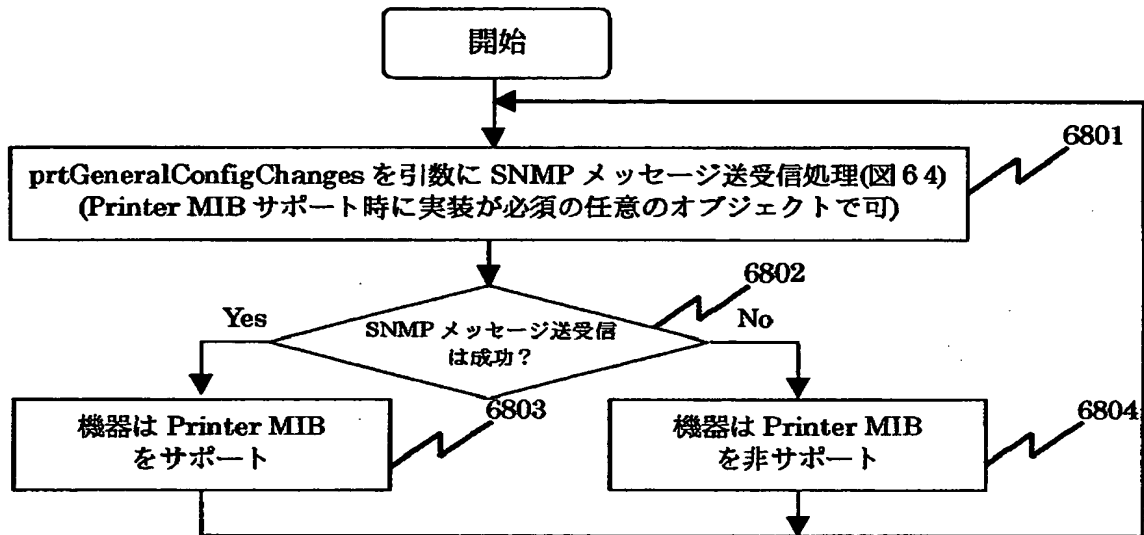 開始
6801
prtGeneralConfigChanges を引数に SNMP メッセージ送受信処理(図64)
(Printer MIB サポート時に実装が必須の任意のオブジェクトで可)
6802
Yes
SNMP メッセージ送受信
は成功?
No
6803
機器は Printer MIB
をサポート
6804
機器は Printer MIB
を非サポート